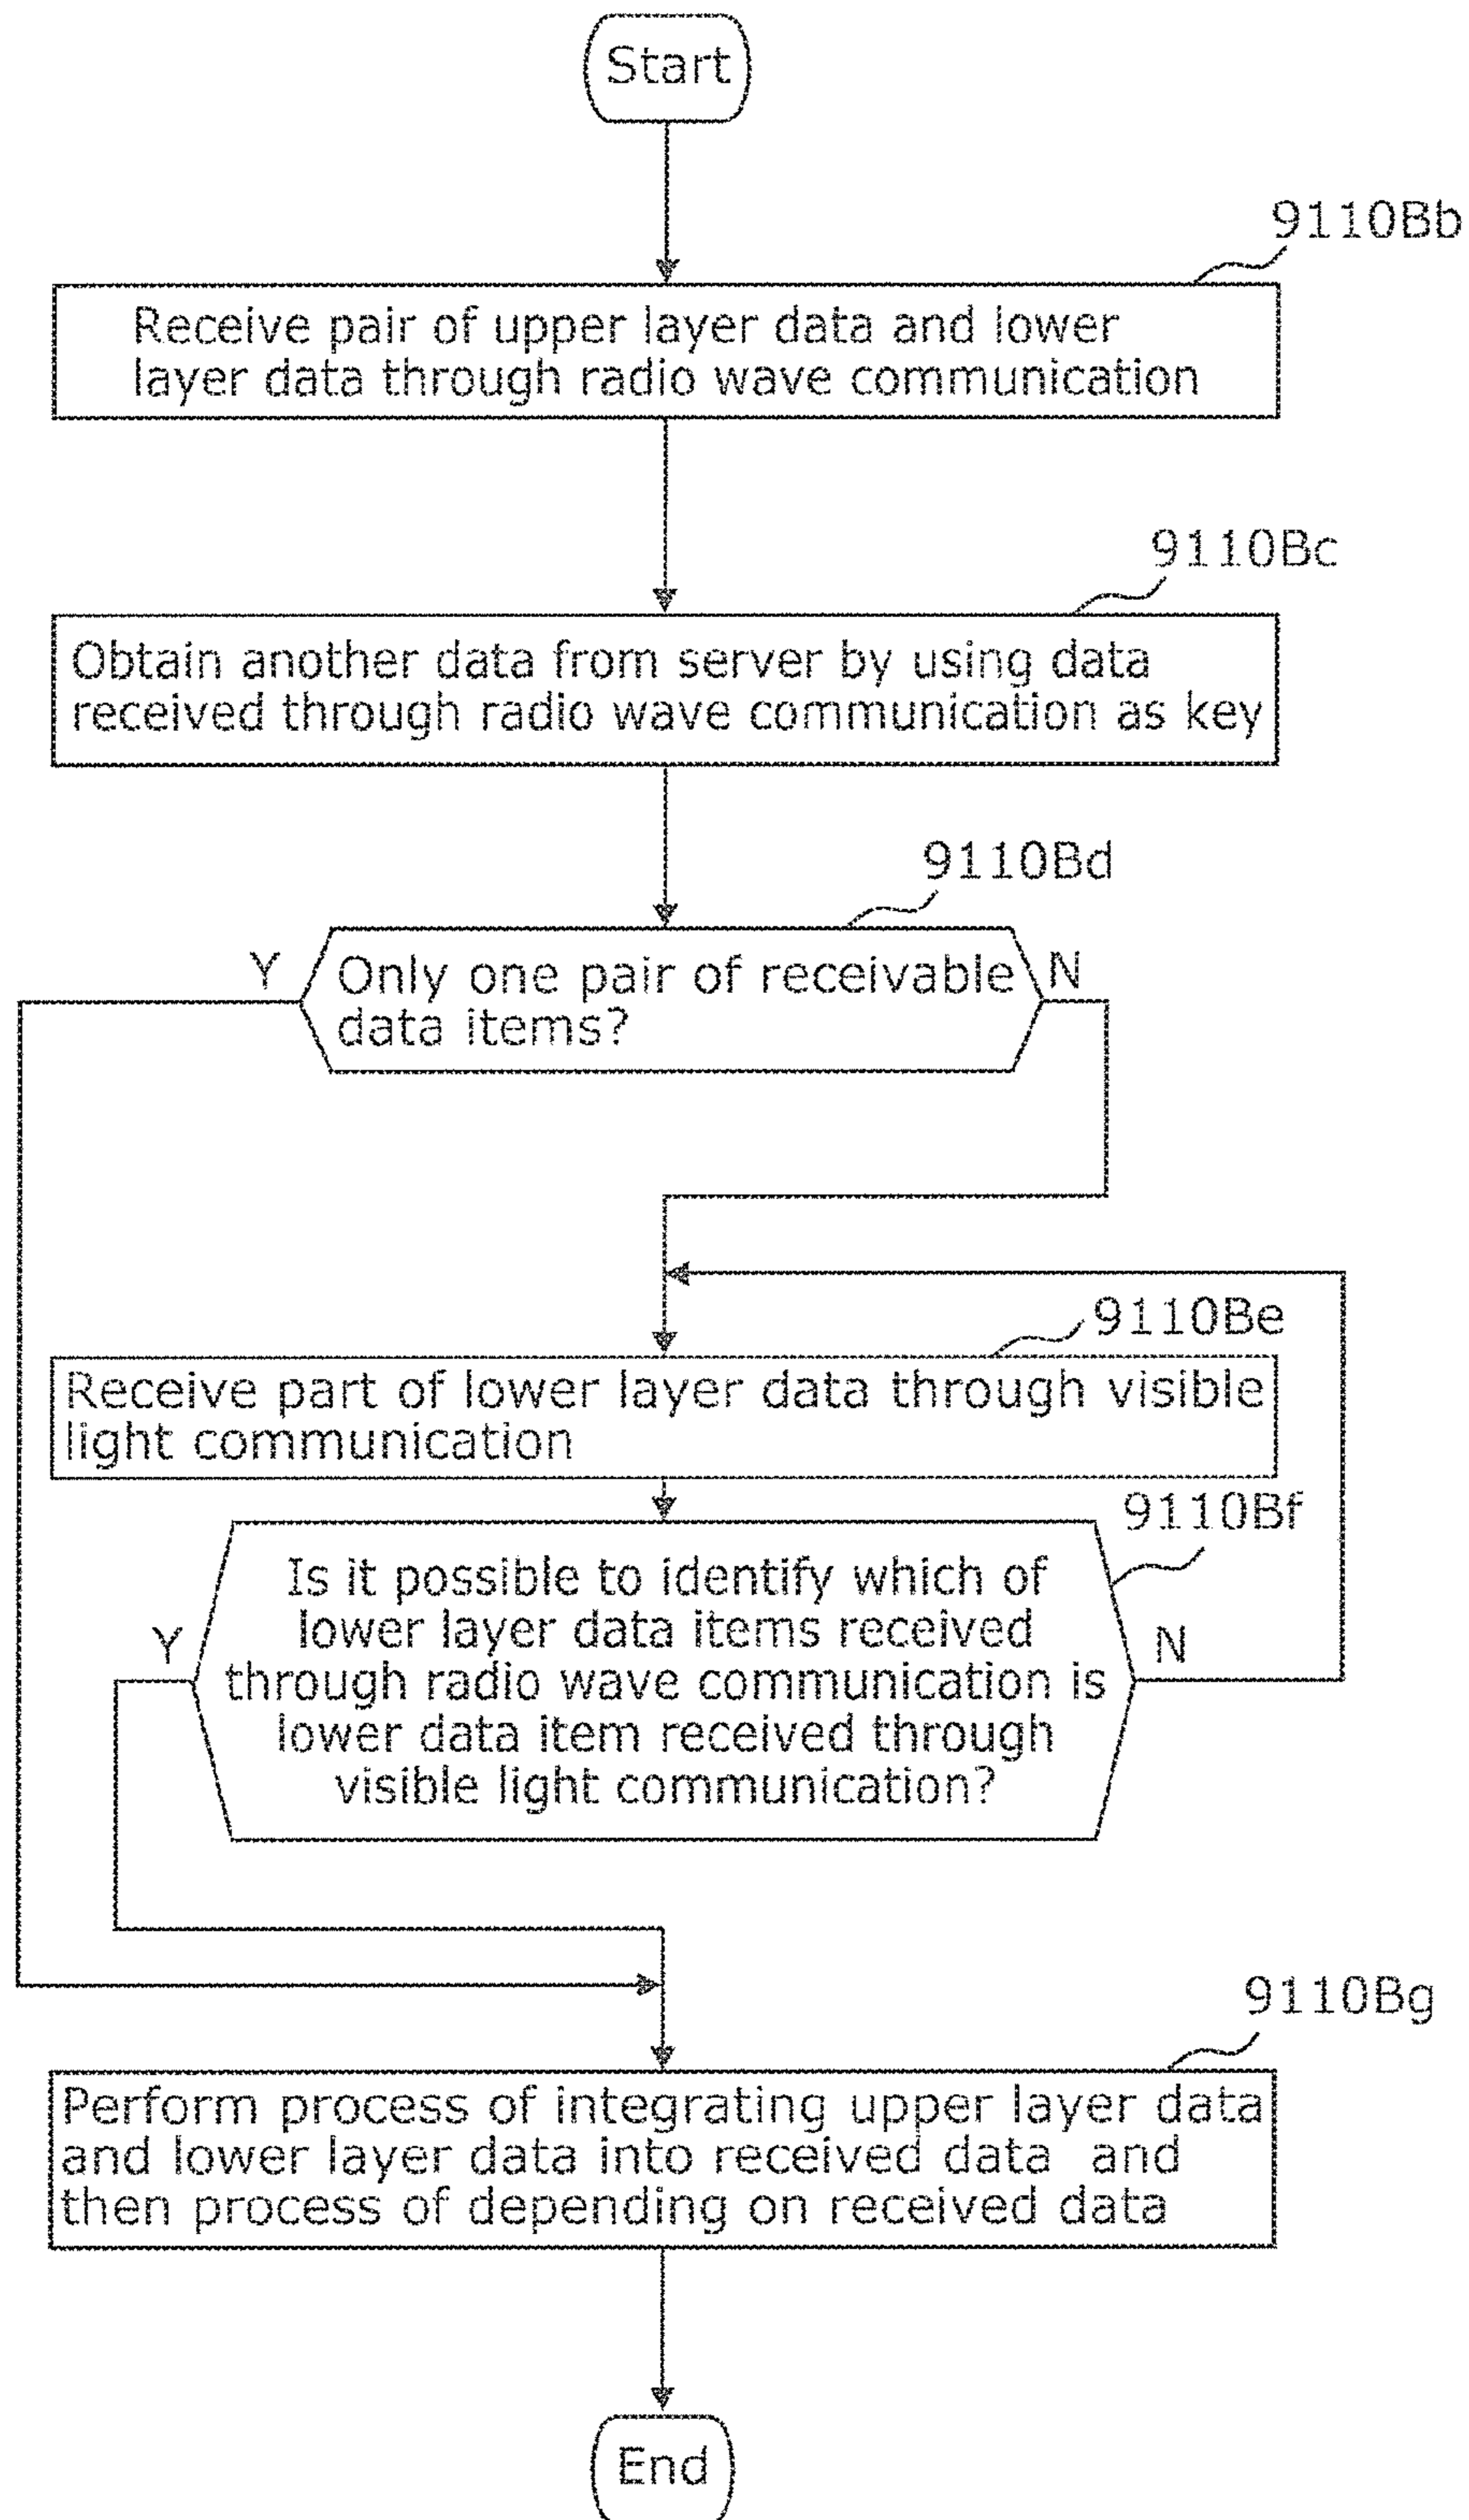 Start
9110Bb
Receive pair of upper layer data and lower
layer data through radio wave communication
9110Bc
Obtain another data from server by using data
received through radio wave communication as key
9110Bd
Y
Only one pair of receivable
data items?
N
9110Be
Receive part of lower layer data through visible
light communication
9110Bf
Is it possible to identify which of
lower layer data items received
through radio wave communication is
lower data item received through
visible light communication?
Y
N
9110Bg
Perform process of integrating upper layer data
and lower layer data into received data and
then process of depending on received data
End